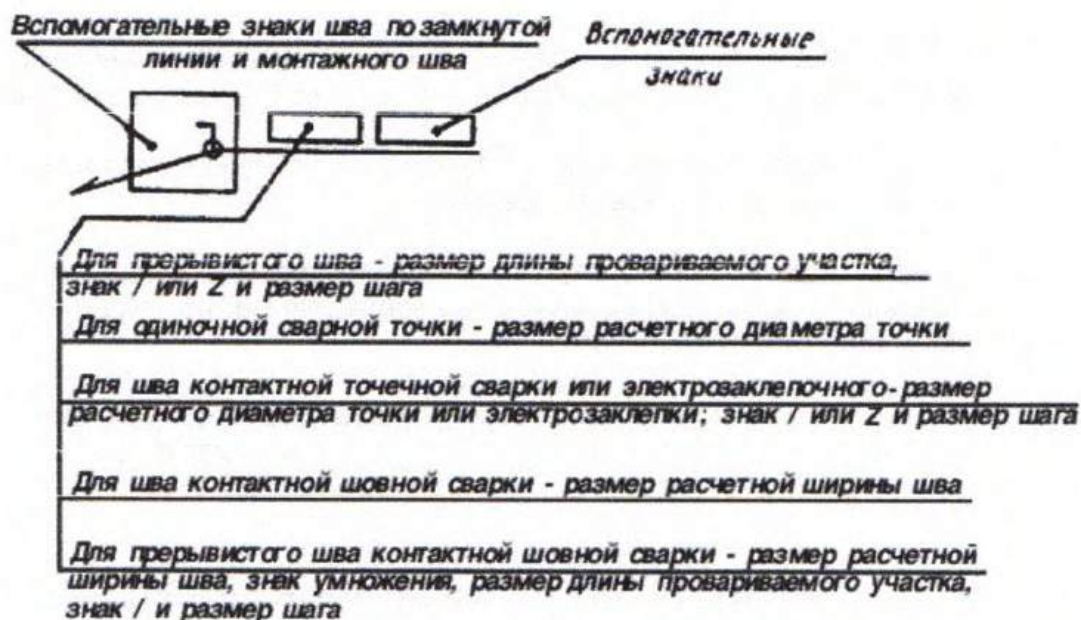 Вспомогательные знаки шва по замкнутой
линии и монтажного шва
Вспомогательные
знаки
Для прерывистого шва - размер длины провариваемого участка,
знак / или Z и размер шага
Для одиночной сварной точки - размер расчетного диаметра точки
Для шва контактной точечной сварки или электрозаклепочного- размер
расчетного диаметра точки или электрозаклепки; знак / или Z и размер шага
Для шва контактной шовной сварки - размер расчетной ширины шва
Для прерывистого шва контактной шовной сварки - размер расчетной
ширины шва, знак умножения, размер длины провариваемого участка,
знак / и размер шага